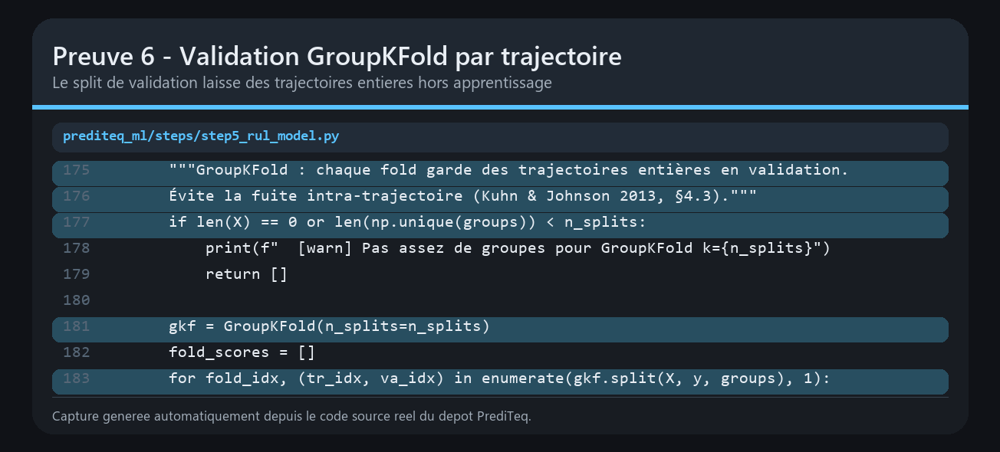 Preuve 6 - Validation GroupKFold par trajectoire
Le split de validation laisse des trajectoires entieres hors apprentissage
prediteq_ml/steps/step5_rul_model.py
175 """GroupKFold : chaque fold garde des trajectoires entières en validation.
176 Évite la fuite intra-trajectoire (Kuhn & Johnson 2013, §4.3)."""
177 if len(X) == 0 or len(np.unique(groups)) < n_splits:
178 print(f"  [warn] Pas assez de groupes pour GroupKFold k={n_splits}")
179 return []
180
181 gkf = GroupKFold(n_splits=n_splits)
182 fold_scores = []
183 for fold_idx, (tr_idx, va_idx) in enumerate(gkf.split(X, y, groups), 1):
Capture generee automatiquement depuis le code source reel du depot PrediTeq.